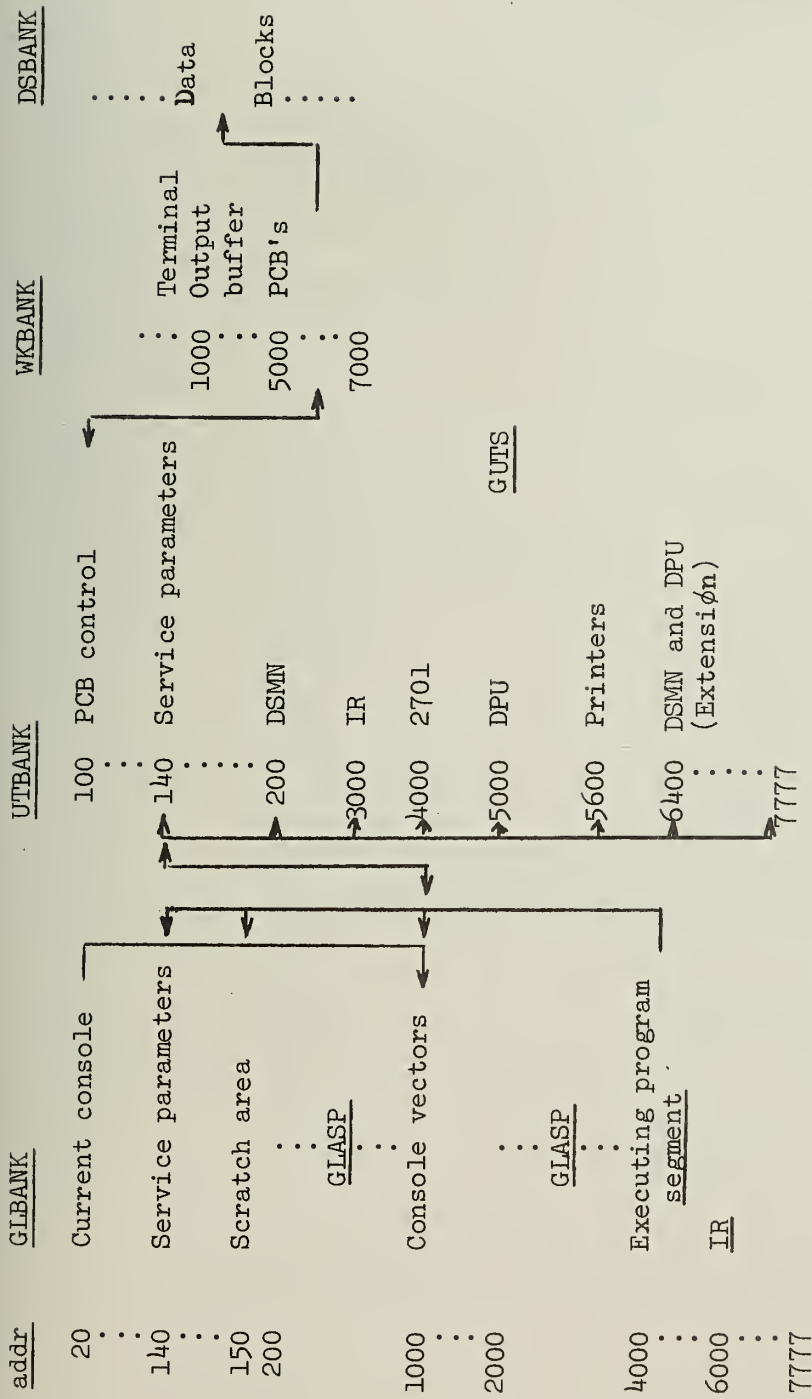 addr GLBANK UTBANK WKBANK DSBANK
20 Current console 100 PCB control
140 Service parameters 140 Service parameters Terminal Data
150 Scratch area 1000 Output
200 buffer Blocks
GLASP 200 DSMN 5000 PCB's
3000 IR 7000
1000 Console vectors 4000 2701
2000 5000 DPU GUTS
GLASP
5600 Printers
4000 Executing program 6400 DSMN and DPU
segment (Extensiøn)
6000 IR
7777 7777